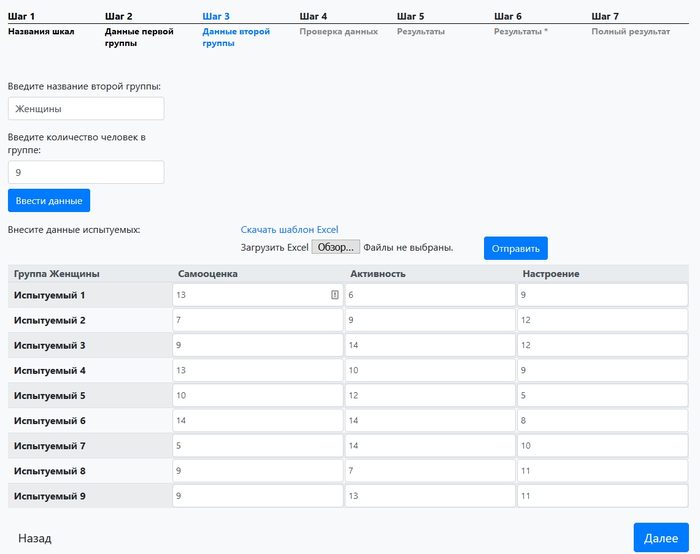 Шаг 1 Шаг 2 Шаг 3 Шаг 4 Шаг 5 Шаг 6 Шаг 7
Названия шкал Данные первой группы Данные второй группы Проверка данных Результаты Результаты * Полный результат
Введите название второй группы:
Женщины
Введите количество человек в
группе:
9
Ввести данные
Внесите данные испытуемых: Скачать шаблон Excel
Загрузить Excel Обзор... Файлы не выбраны. Отправить
Группа Женщины Самооценка Активность Настроение
Испытуемый 1 13 6 9
Испытуемый 2 7 9 12
Испытуемый 3 9 14 12
Испытуемый 4 13 10 9
Испытуемый 5 10 12 5
Испытуемый 6 14 14 8
Испытуемый 7 5 14 10
Испытуемый 8 9 7 11
Испытуемый 9 9 13 11
Назад Далее